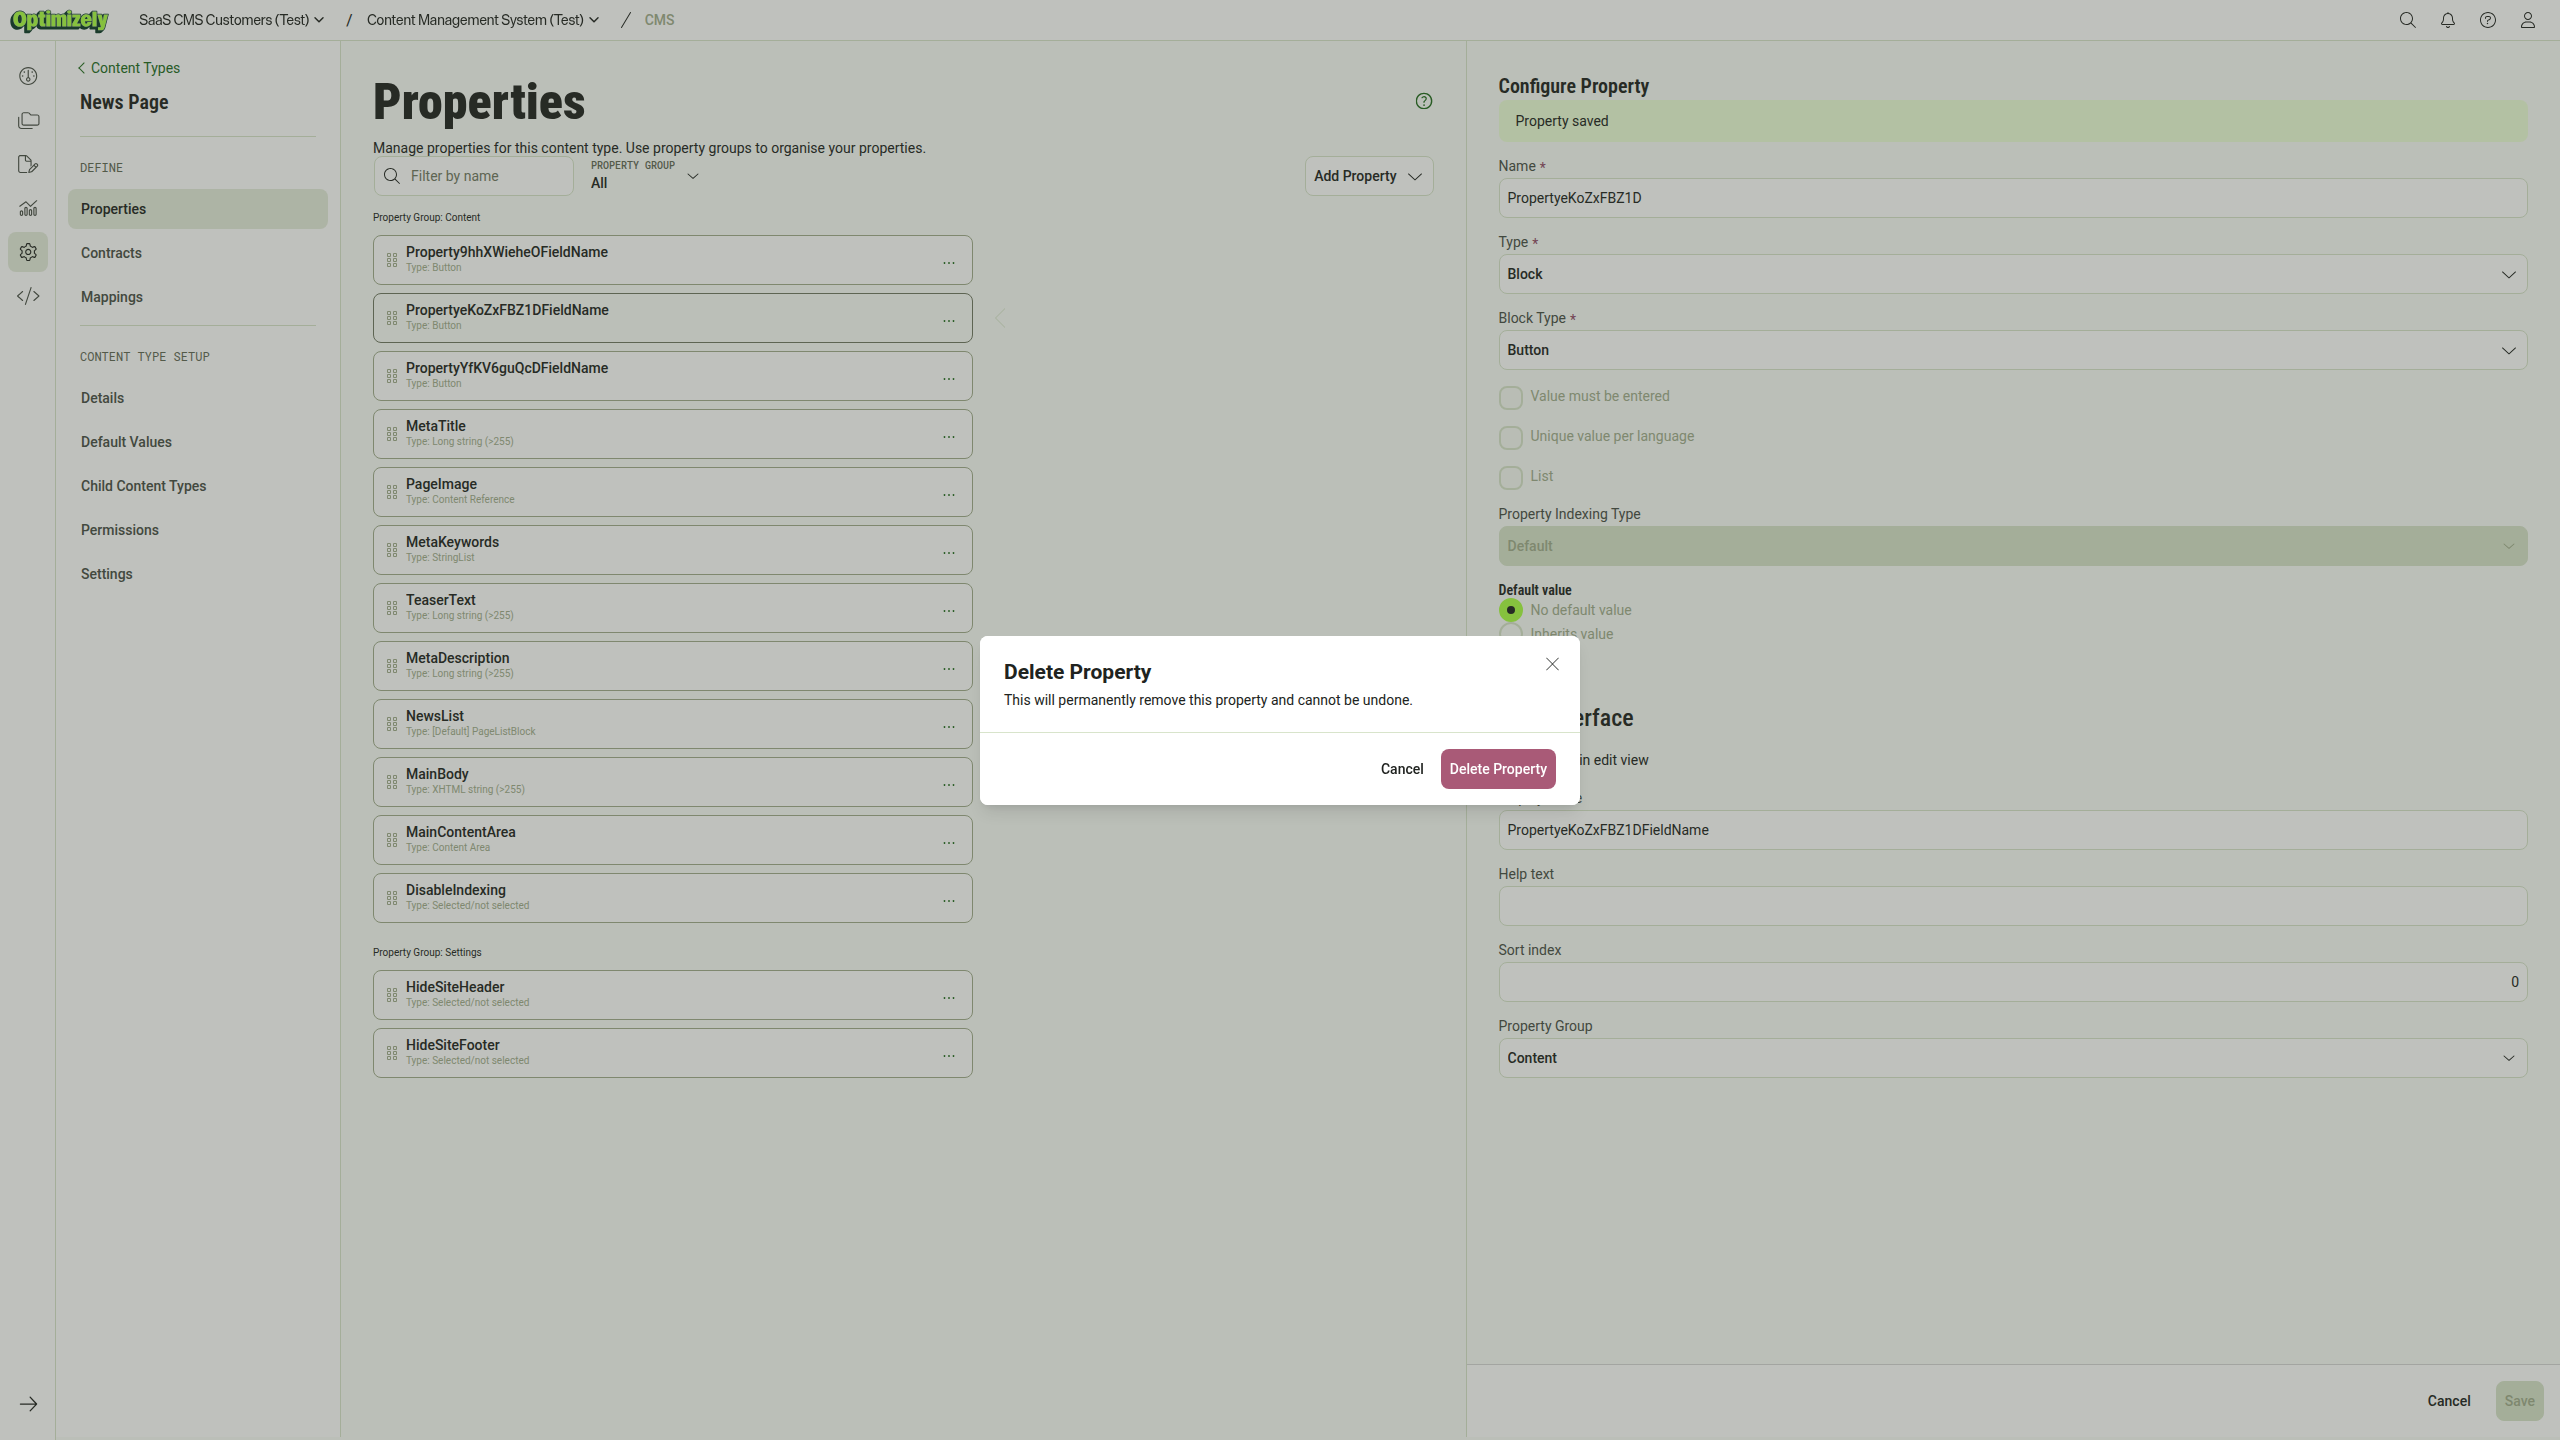 Optimizely
SaaS CMS Customers (Test) / Content Management System (Test) / CMS
Content Types
News Page
DEFINE
Properties
Contracts
Mappings
CONTENT TYPE SETUP
Details
Default Values
Child Content Types
Permissions
Settings
Properties
Manage properties for this content type. Use property groups to organise your properties.
Filter by name
PROPERTY GROUP
All
Add Property
Property Group: Content
Property9hhXWieheOFieldName
Type: Button
...
PropertyeKoZxFBZ1DFieldName
Type: Button
...
PropertyYfKV6guQcDFieldName
Type: Button
...
MetaTitle
Type: Long string (>255)
...
PageImage
Type: Content Reference
...
MetaKeywords
Type: StringList
...
TeaserText
Type: Long string (>255)
...
MetaDescription
Type: Long string (>255)
...
NewsList
Type: [Default] PageListBlock
...
MainBody
Type: XHTML string (>255)
...
MainContentArea
Type: Content Area
...
DisableIndexing
Type: Selected/not selected
...
Property Group: Settings
HideSiteHeader
Type: Selected/not selected
...
HideSiteFooter
Type: Selected/not selected
...
Delete Property
This will permanently remove this property and cannot be undone.
Cancel
Delete Property
Configure Property
Property saved
Name *
PropertyeKoZxFBZ1D
Type *
Block
Block Type *
Button
Value must be entered
Unique value per language
List
Property Indexing Type
Default
Default value
No default value
Inherits value
erface
in edit view
PropertyeKoZxFBZ1DFieldName
Help text
Sort index
0
Property Group
Content
Cancel
Save